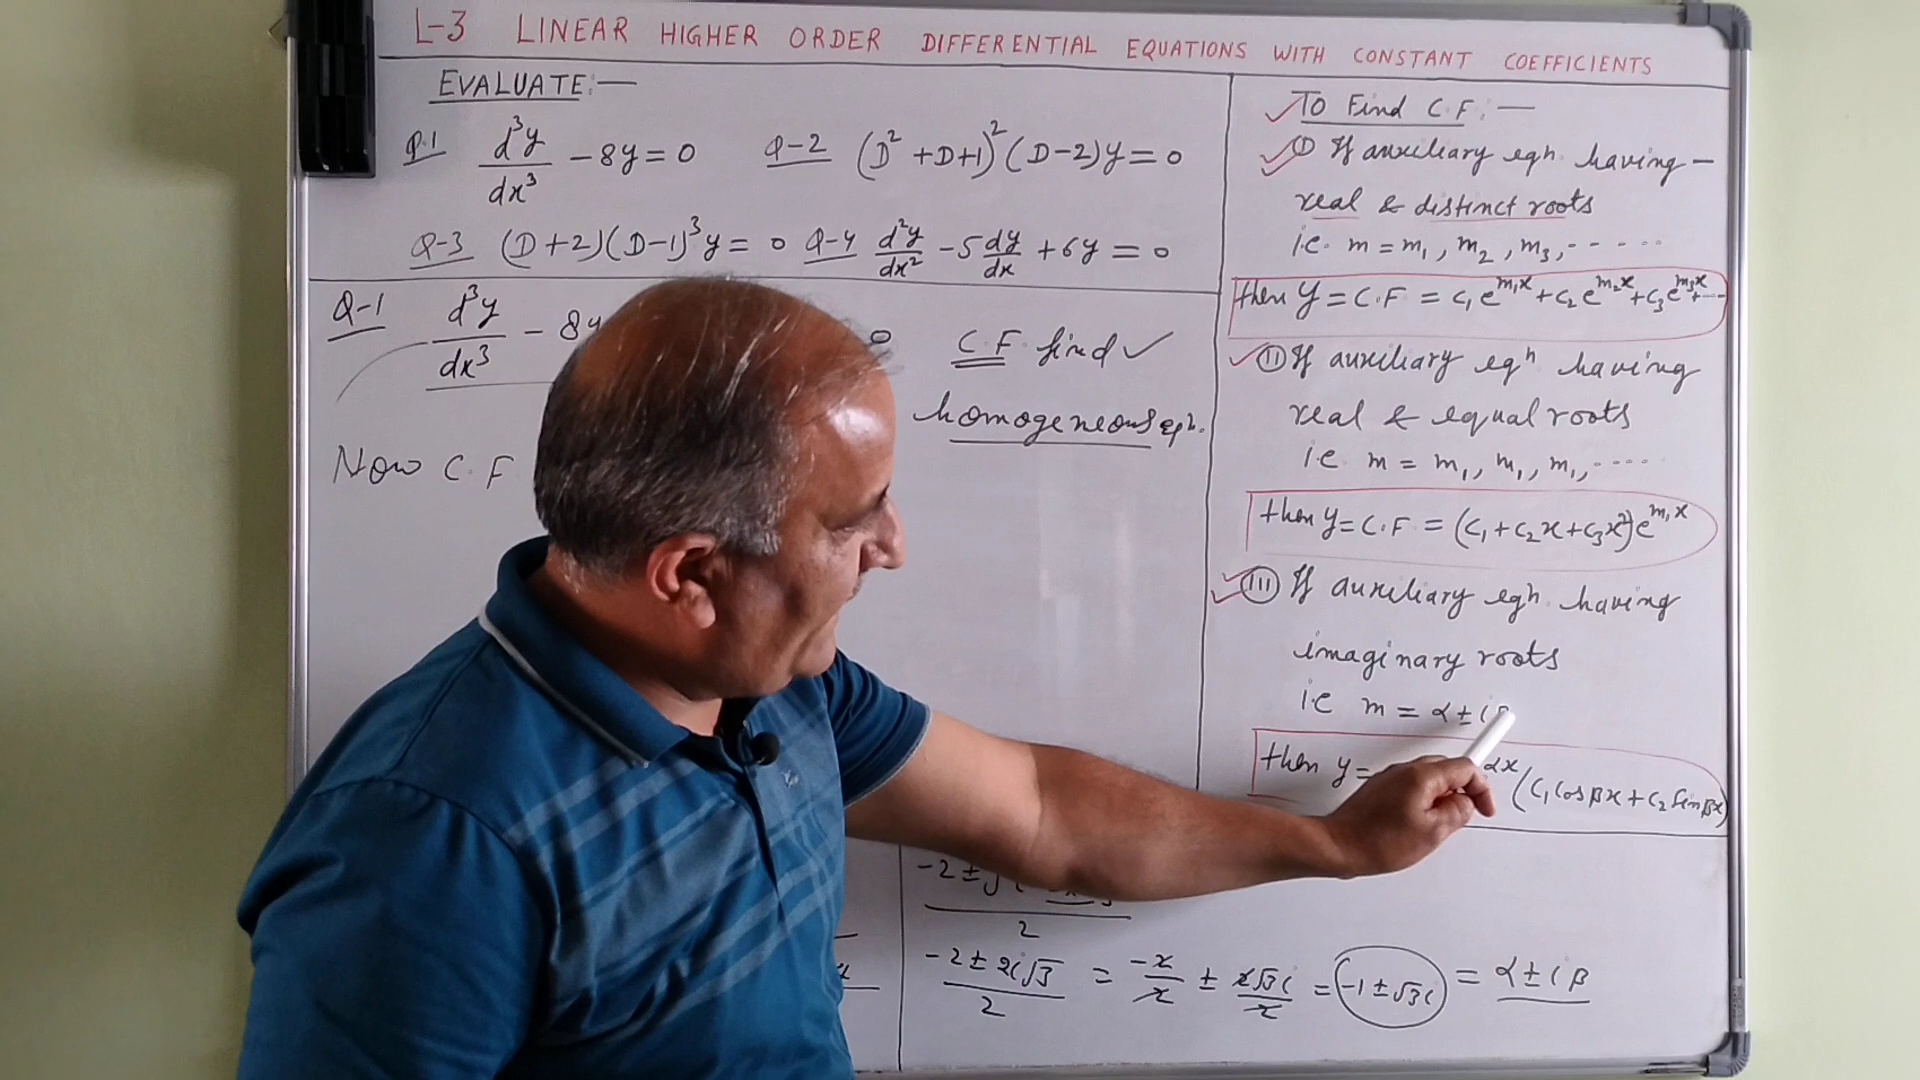 L-3 LINEAR HIGHER ORDER DIFFERENTIAL EQUATIONS WITH CONSTANT COEFFICIENTS
EVALUATE:—
Q.1 d³y/dx³ - 8y = 0 Q-2 (D² + D + 1)² (D - 2) y = 0
Q-3 (D + 2) (D - 1)³ y = 0 Q-4 d²y/dx² - 5 dy/dx + 6y = 0
Q-1 d³y/dx³ - 8y 0
C.F. find ✓
homogeneous eqn.
Now C.F
✓ To Find C.F.:—
✓ (I) If auxiliary eqn. having -
real & distinct roots
i.e. m = m₁, m₂, m₃, ------
then y = C.F = c₁e^m₁x + c₂e^m₂x + c₃e^m₃x + ---
✓ (II) If auxiliary eqn having
real & equal roots
i.e m = m₁, m₁, m₁, ----
then y = C.F = (c₁ + c₂x + c₃x²) e^m₁x
✓ (III) If auxiliary eqn. having
imaginary roots
i.e m = α ± iβ
then y = αx (c₁ Cos βx + c₂ Sin βx)
-2 ± √ / 2
(-2 ± 2i√3)/2 = -2/2 ± 2√3i/2 = -1 ± √3i = α ± iβ